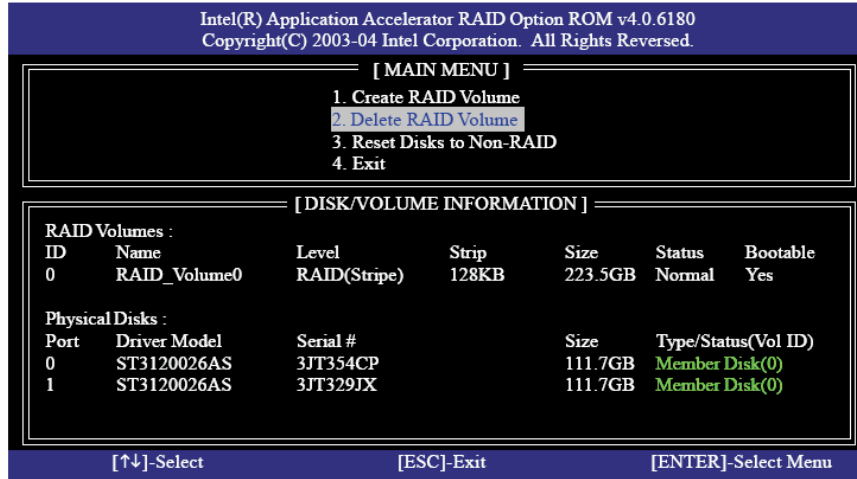 Intel(R) Application Accelerator RAID Option ROM v4.0.6180
Copyright(C) 2003-04 Intel Corporation. All Rights Reversed.
[ MAIN MENU ]
1. Create RAID Volume
2. Delete RAID Volume
3. Reset Disks to Non-RAID
4. Exit
[ DISK/VOLUME INFORMATION ]
RAID Volumes :
ID Name Level Strip Size Status Bootable
0 RAID_Volume0 RAID(Stripe) 128KB 223.5GB Normal Yes
Physical Disks :
Port Driver Model Serial # Size Type/Status(Vol ID)
0 ST3120026AS 3JT354CP 111.7GB Member Disk(0)
1 ST3120026AS 3JT329JX 111.7GB Member Disk(0)
[↑↓]-Select [ESC]-Exit [ENTER]-Select Menu